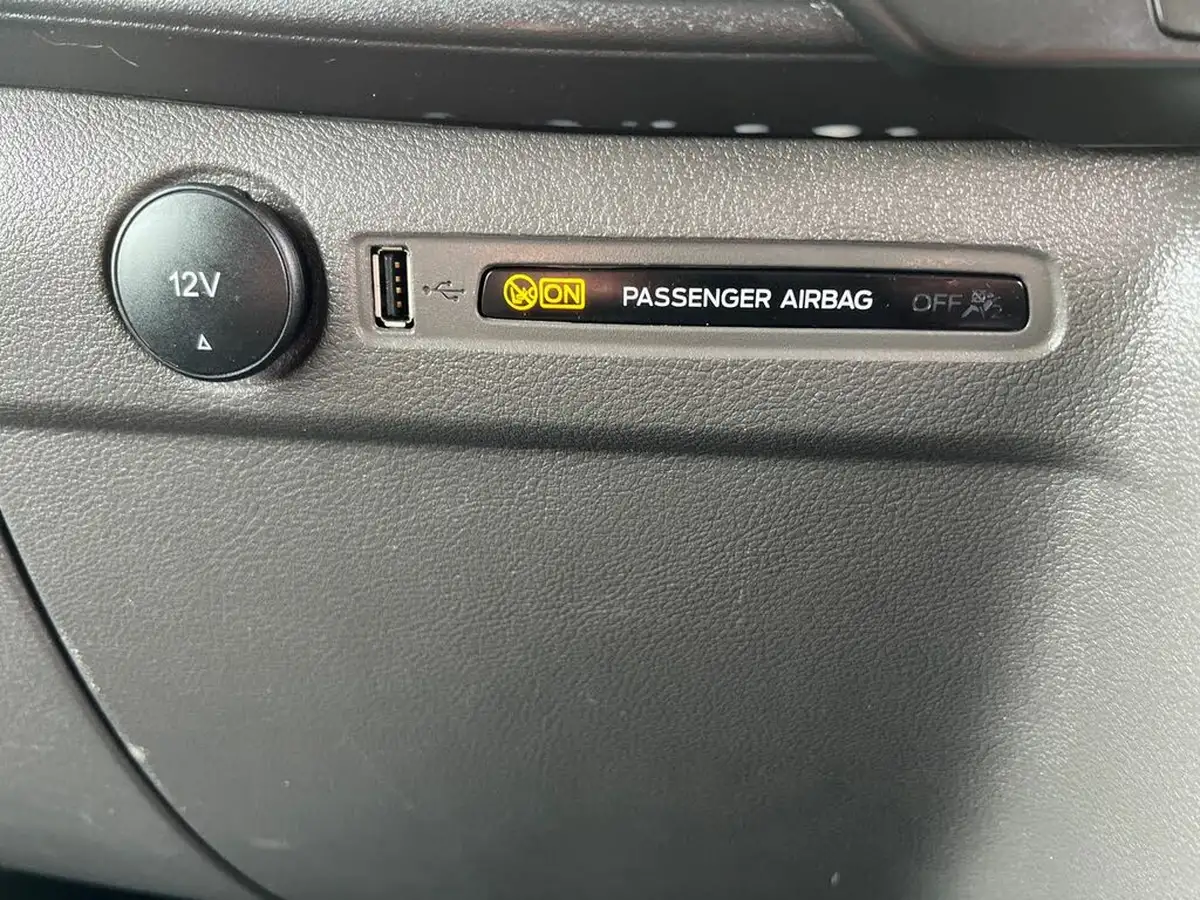 12V
ON PASSENGER AIRBAG OFF